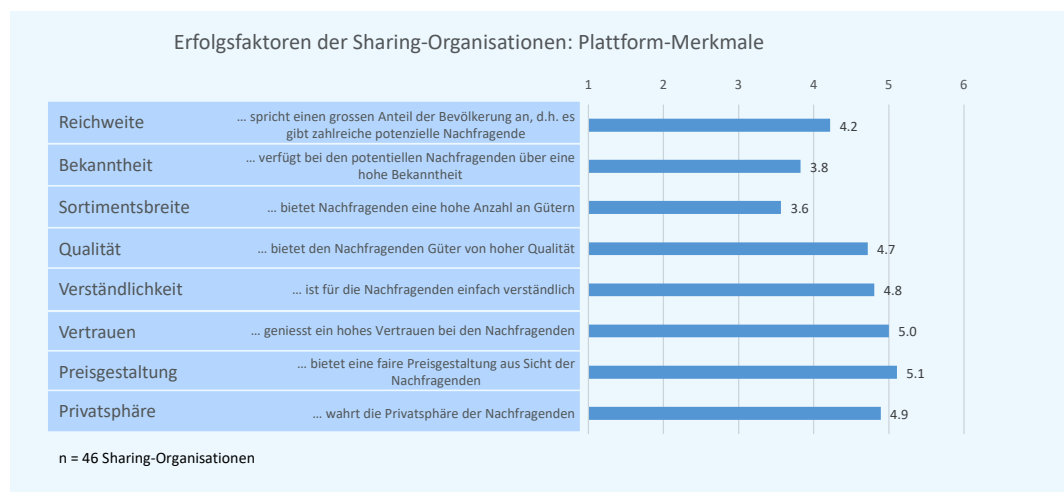 Erfolgsfaktoren der Sharing-Organisationen: Plattform-Merkmale
1 2 3 4 5 6
Reichweite
... spricht einen grossen Anteil der Bevölkerung an, d.h. es
gibt zahlreiche potenzielle Nachfragende
4.2
Bekanntheit
... verfügt bei den potentiellen Nachfragenden über eine
hohe Bekanntheit
3.8
Sortimentsbreite
... bietet Nachfragenden eine hohe Anzahl an Gütern
3.6
Qualität
... bietet den Nachfragenden Güter von hoher Qualität
4.7
Verständlichkeit
... ist für die Nachfragenden einfach verständlich
4.8
Vertrauen
... geniesst ein hohes Vertrauen bei den Nachfragenden
5.0
Preisgestaltung
... bietet eine faire Preisgestaltung aus Sicht der
Nachfragenden
5.1
Privatsphäre
... wahrt die Privatsphäre der Nachfragenden
4.9
n = 46 Sharing-Organisationen